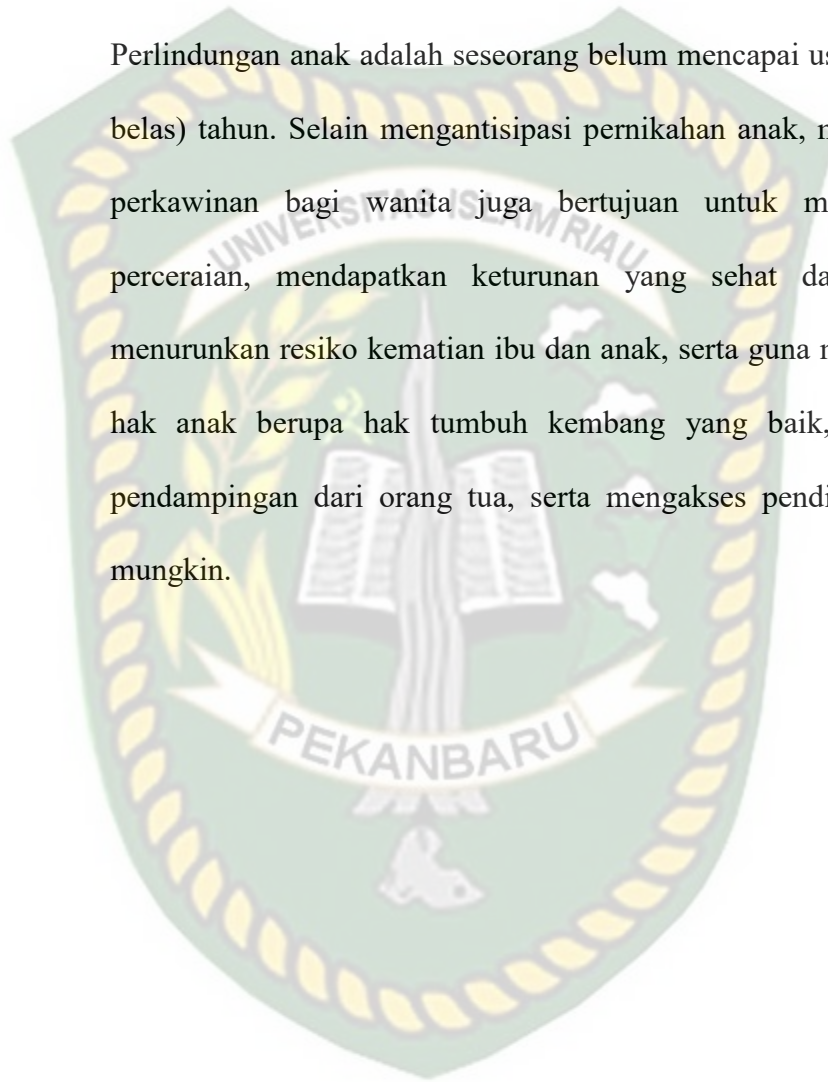 Perlindungan anak adalah seseorang belum mencapai us
belas) tahun. Selain mengantisipasi pernikahan anak,
perkawinan bagi wanita juga bertujuan untuk
perceraian, mendapatkan keturunan yang sehat da
menurunkan resiko kematian ibu dan anak, serta guna
hak anak berupa hak tumbuh kembang yang baik,
pendampingan dari orang tua, serta mengakses pendi
mungkin.
UNIVERSITAS ISLAM RIAU
PEKANBARU